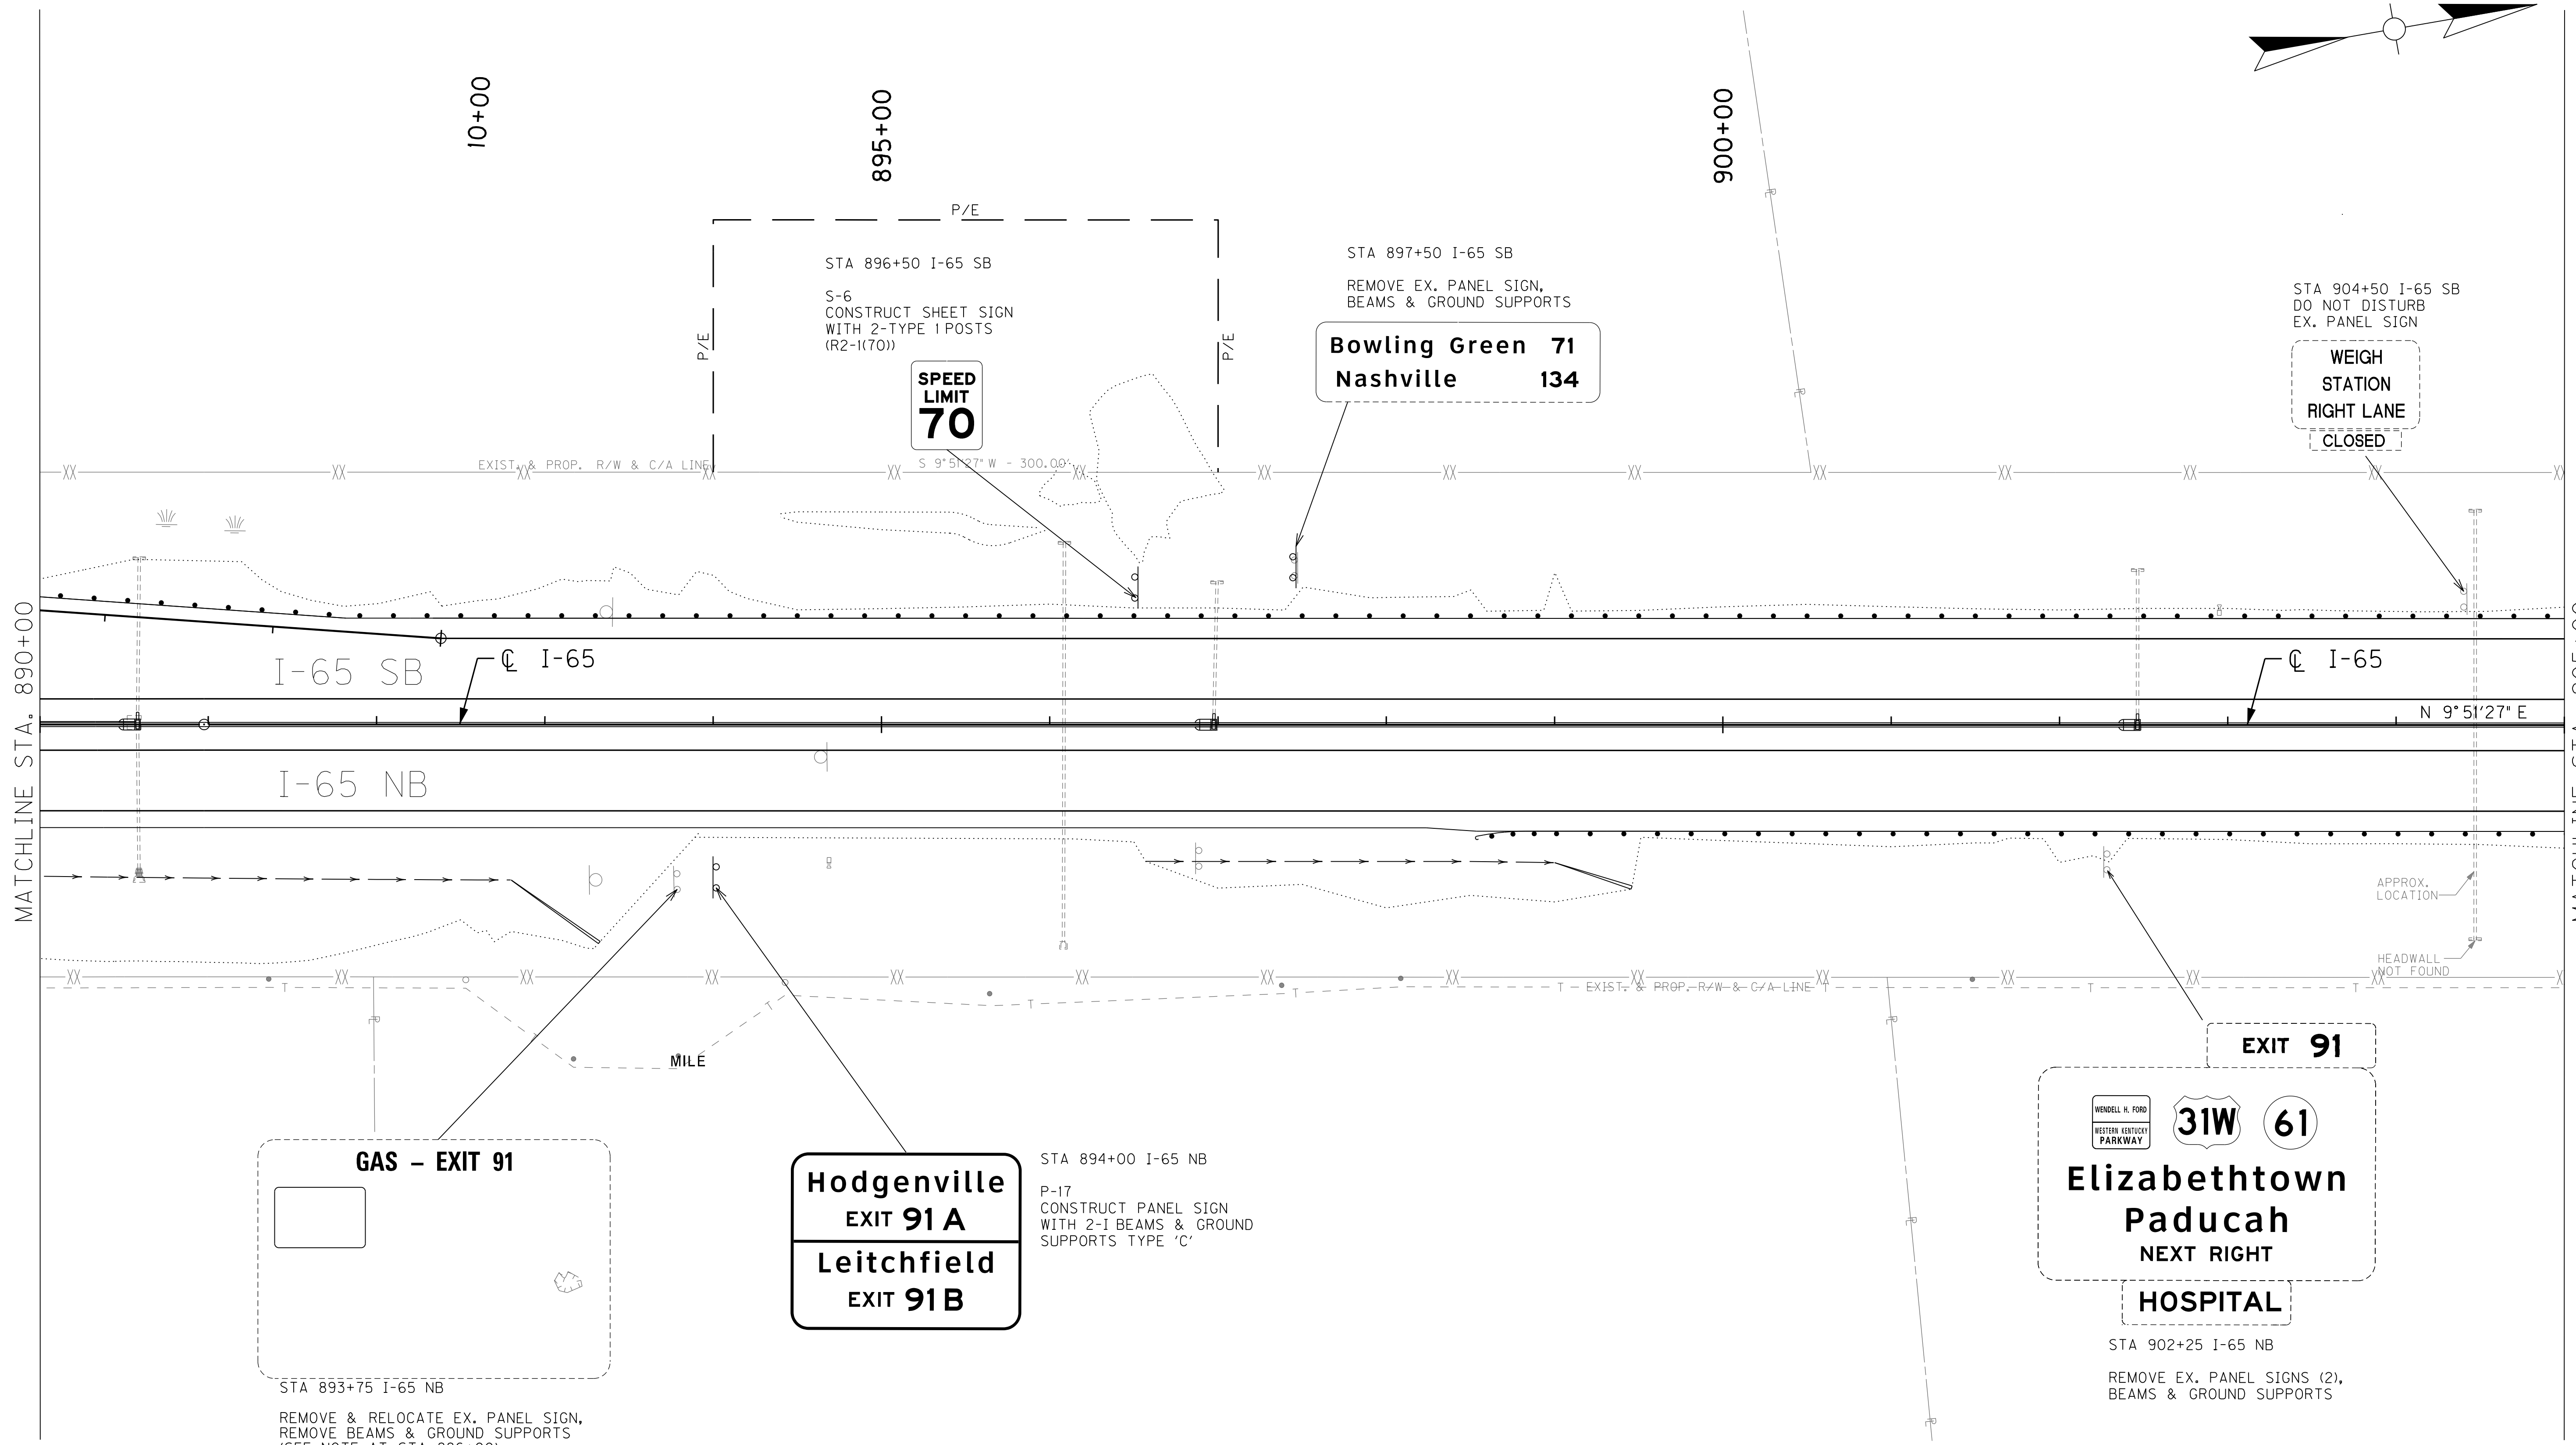 10+00
895+00
900+00
P/E
P/E
P/E
STA 896+50 I-65 SB
S-6
CONSTRUCT SHEET SIGN
WITH 2-TYPE 1 POSTS
(R2-1(70))
SPEED
LIMIT
70
STA 897+50 I-65 SB
REMOVE EX. PANEL SIGN,
BEAMS & GROUND SUPPORTS
Bowling Green 71
Nashville 134
STA 904+50 I-65 SB
DO NOT DISTURB
EX. PANEL SIGN
WEIGH
STATION
RIGHT LANE
CLOSED
EXIST. & PROP. R/W & C/A LINE
S 9°51'27" W - 300.00'
MATCHLINE STA. 890+00
I-65 SB
℄ I-65
℄ I-65
N 9°51'27" E
I-65 NB
APPROX.
LOCATION
HEADWALL
NOT FOUND
T
T
T
T
T
T
T
T
EXIST. & PROP. R/W & C/A LINE
MILE
GAS – EXIT 91
STA 893+75 I-65 NB
REMOVE & RELOCATE EX. PANEL SIGN,
REMOVE BEAMS & GROUND SUPPORTS
Hodgenville
EXIT 91 A
Leitchfield
EXIT 91 B
STA 894+00 I-65 NB
P-17
CONSTRUCT PANEL SIGN
WITH 2-I BEAMS & GROUND
SUPPORTS TYPE 'C'
EXIT 91
WENDELL H. FORD
WESTERN KENTUCKY
PARKWAY
31W
61
Elizabethtown
Paducah
NEXT RIGHT
HOSPITAL
STA 902+25 I-65 NB
REMOVE EX. PANEL SIGNS (2),
BEAMS & GROUND SUPPORTS